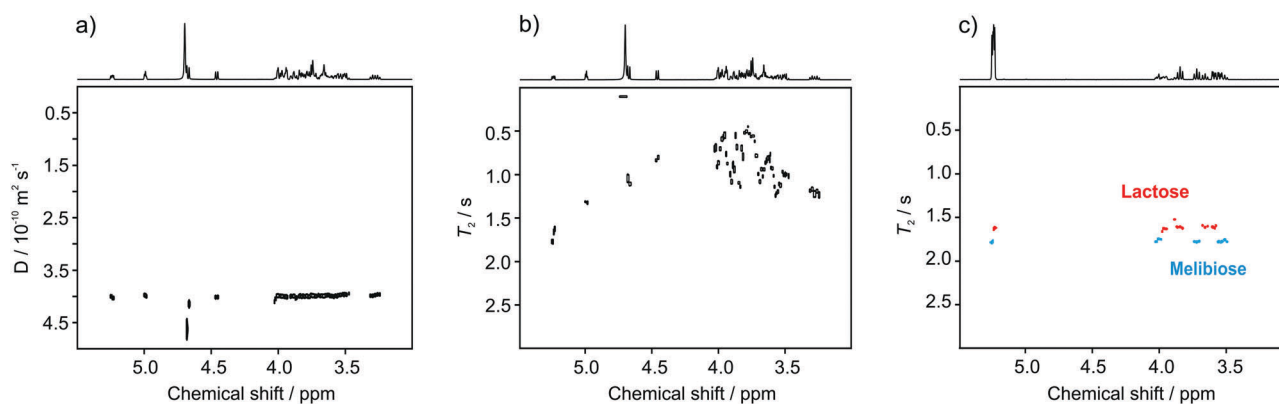 a)
0.5
1.5
2.5
3.5
4.5
D / 10⁻¹⁰ m² s⁻¹
5.0 4.5 4.0 3.5
Chemical shift / ppm
b)
0.5
1.0
1.5
2.0
2.5
T₂ / s
5.0 4.5 4.0 3.5
Chemical shift / ppm
c)
0.5
1.0
1.5
2.0
2.5
T₂ / s
Lactose
Melibiose
5.0 4.5 4.0 3.5
Chemical shift / ppm